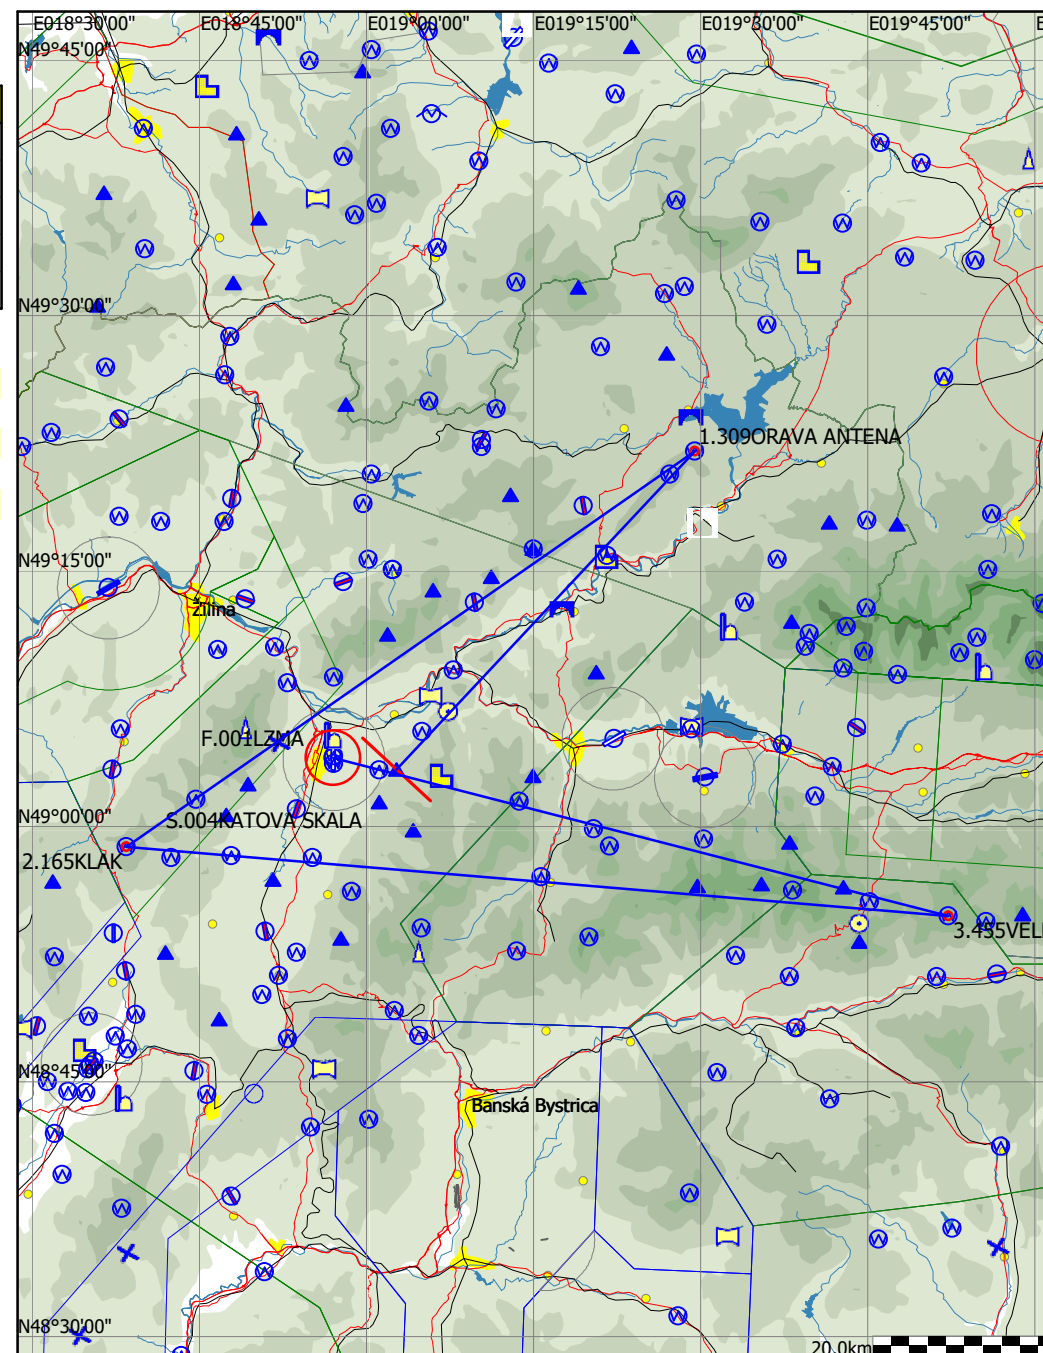 E018°30'00"
E018°45'00"
E019°00'00"
E019°15'00"
E019°30'00"
E019°45'00"
N49°45'00"
N49°30'00"
1.309ORAVA ANTENA
N49°15'00"
Žilina
F.001LZMA
S.004KATOVA SKALA
N49°00'00"
2.165KLAK
3.455VEL
N48°45'00"
Banská Bystrica
N48°30'00"
20.0km